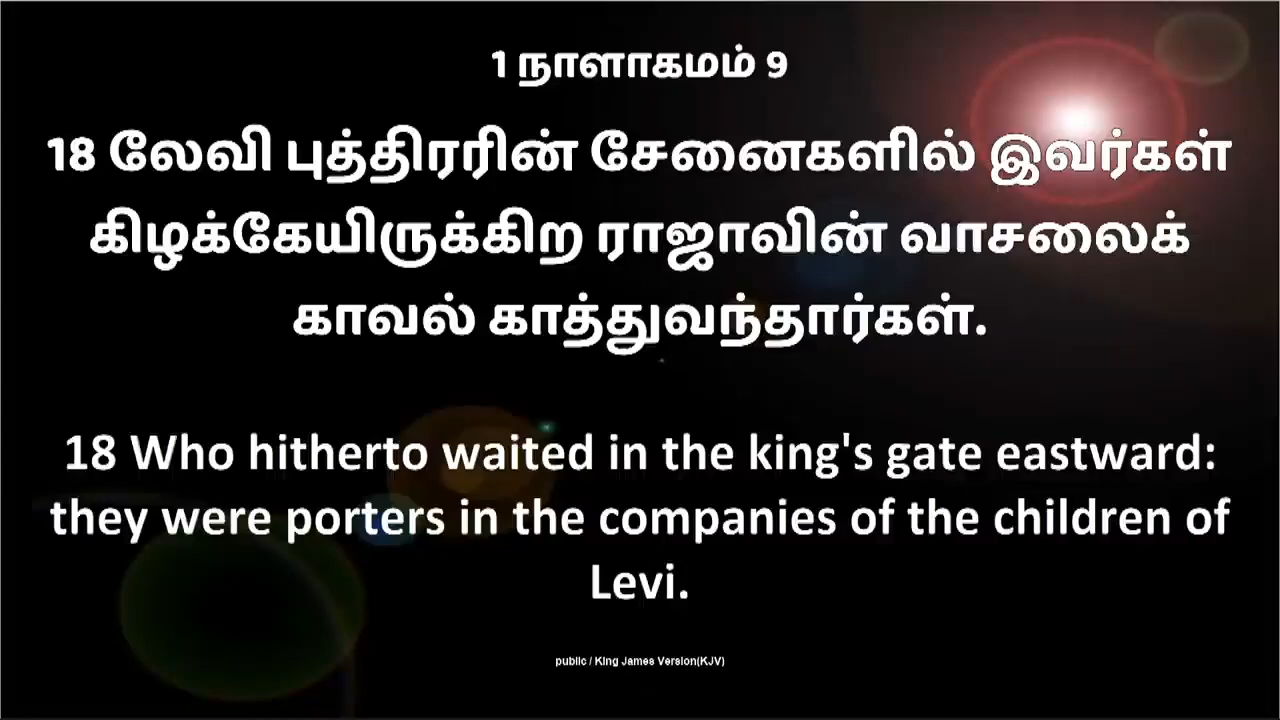 1 நாளாகமம் 9
18 லேவி புத்திரரின் சேனைகளில் இவர்கள்
கிழக்கேயிருக்கிற ராஜாவின் வாசலைக்
காவல் காத்துவந்தார்கள்.
18 Who hitherto waited in the king's gate eastward:
they were porters in the companies of the children of
Levi.
public / King James Version(KJV)